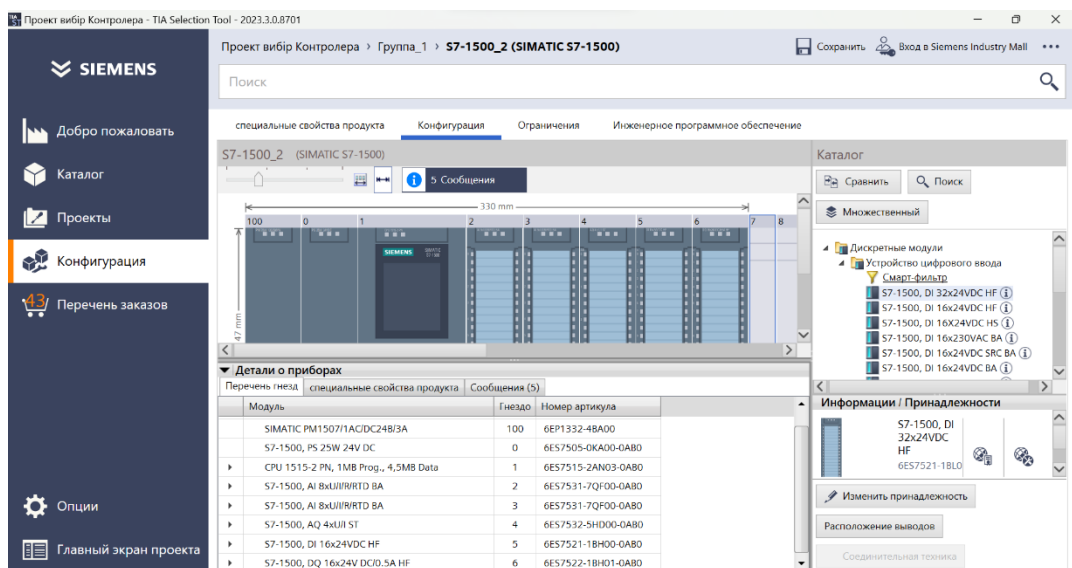 Проект вибір Контролера - TIA Selection Tool - 2023.3.0.8701
SIEMENS
Добро пожаловать
Каталог
Проекты
Конфигурация
43 Перечень заказов
Опции
Главный экран проекта
Проект вибір Контролера > Группа_1 > S7-1500_2 (SIMATIC S7-1500)
Сохранить Вход в Siemens Industry Mall
Поиск
специальные свойства продукта Конфигурация Ограничения Инженерное программное обеспечение
S7-1500_2 (SIMATIC S7-1500)
5 Сообщения
330 mm
100 0 1 2 3 4 5 6 7 8
SIEMENS
47 mm
Детали о приборах
Перечень гнезд специальные свойства продукта Сообщения (5)
Модуль Гнездо Номер артикула
SIMATIC PM1507/1AC/DC24B/3A 100 6EP1332-4BA00
S7-1500, PS 25W 24V DC 0 6ES7505-0KA00-0AB0
CPU 1515-2 PN, 1MB Prog., 4,5MB Data 1 6ES7515-2AN03-0AB0
S7-1500, AI 8xU/I/R/RTD BA 2 6ES7531-7QF00-0AB0
S7-1500, AI 8xU/I/R/RTD BA 3 6ES7531-7QF00-0AB0
S7-1500, AQ 4xU/I ST 4 6ES7532-5HD00-0AB0
S7-1500, DI 16x24VDC HF 5 6ES7521-1BH00-0AB0
S7-1500, DQ 16x24V DC/0.5A HF 6 6ES7522-1BH01-0AB0
Каталог
Сравнить Поиск
Множественный
Дискретные модули
Устройство цифрового ввода
Смарт-фильтр
S7-1500, DI 32x24VDC HF
S7-1500, DI 16x24VDC HF
S7-1500, DI 16X24VDC HS
S7-1500, DI 16x230VAC BA
S7-1500, DI 16x24VDC SRC BA
S7-1500, DI 16x24VDC BA
Информации / Принадлежности
S7-1500, DI
32x24VDC
HF
6ES7521-1BL0
Изменить принадлежность
Расположение выводов
Соединительная техника